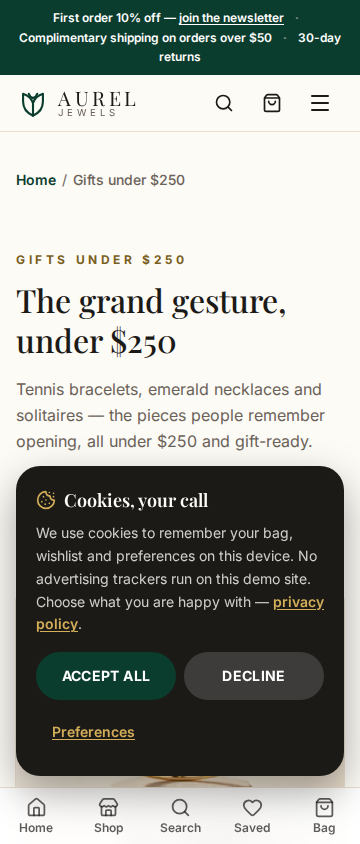 First order 10% off — join the newsletter ·
Complimentary shipping on orders over $50 · 30-day
returns
AUREL
JEWELS
Home / Gifts under $250
GIFTS UNDER $250
The grand gesture,
under $250
Tennis bracelets, emerald necklaces and
solitaires — the pieces people remember
opening, all under $250 and gift-ready.
Cookies, your call
We use cookies to remember your bag,
wishlist and preferences on this device. No
advertising trackers run on this demo site.
Choose what you are happy with — privacy
policy.
ACCEPT ALL DECLINE
Preferences
Home Shop Search Saved Bag